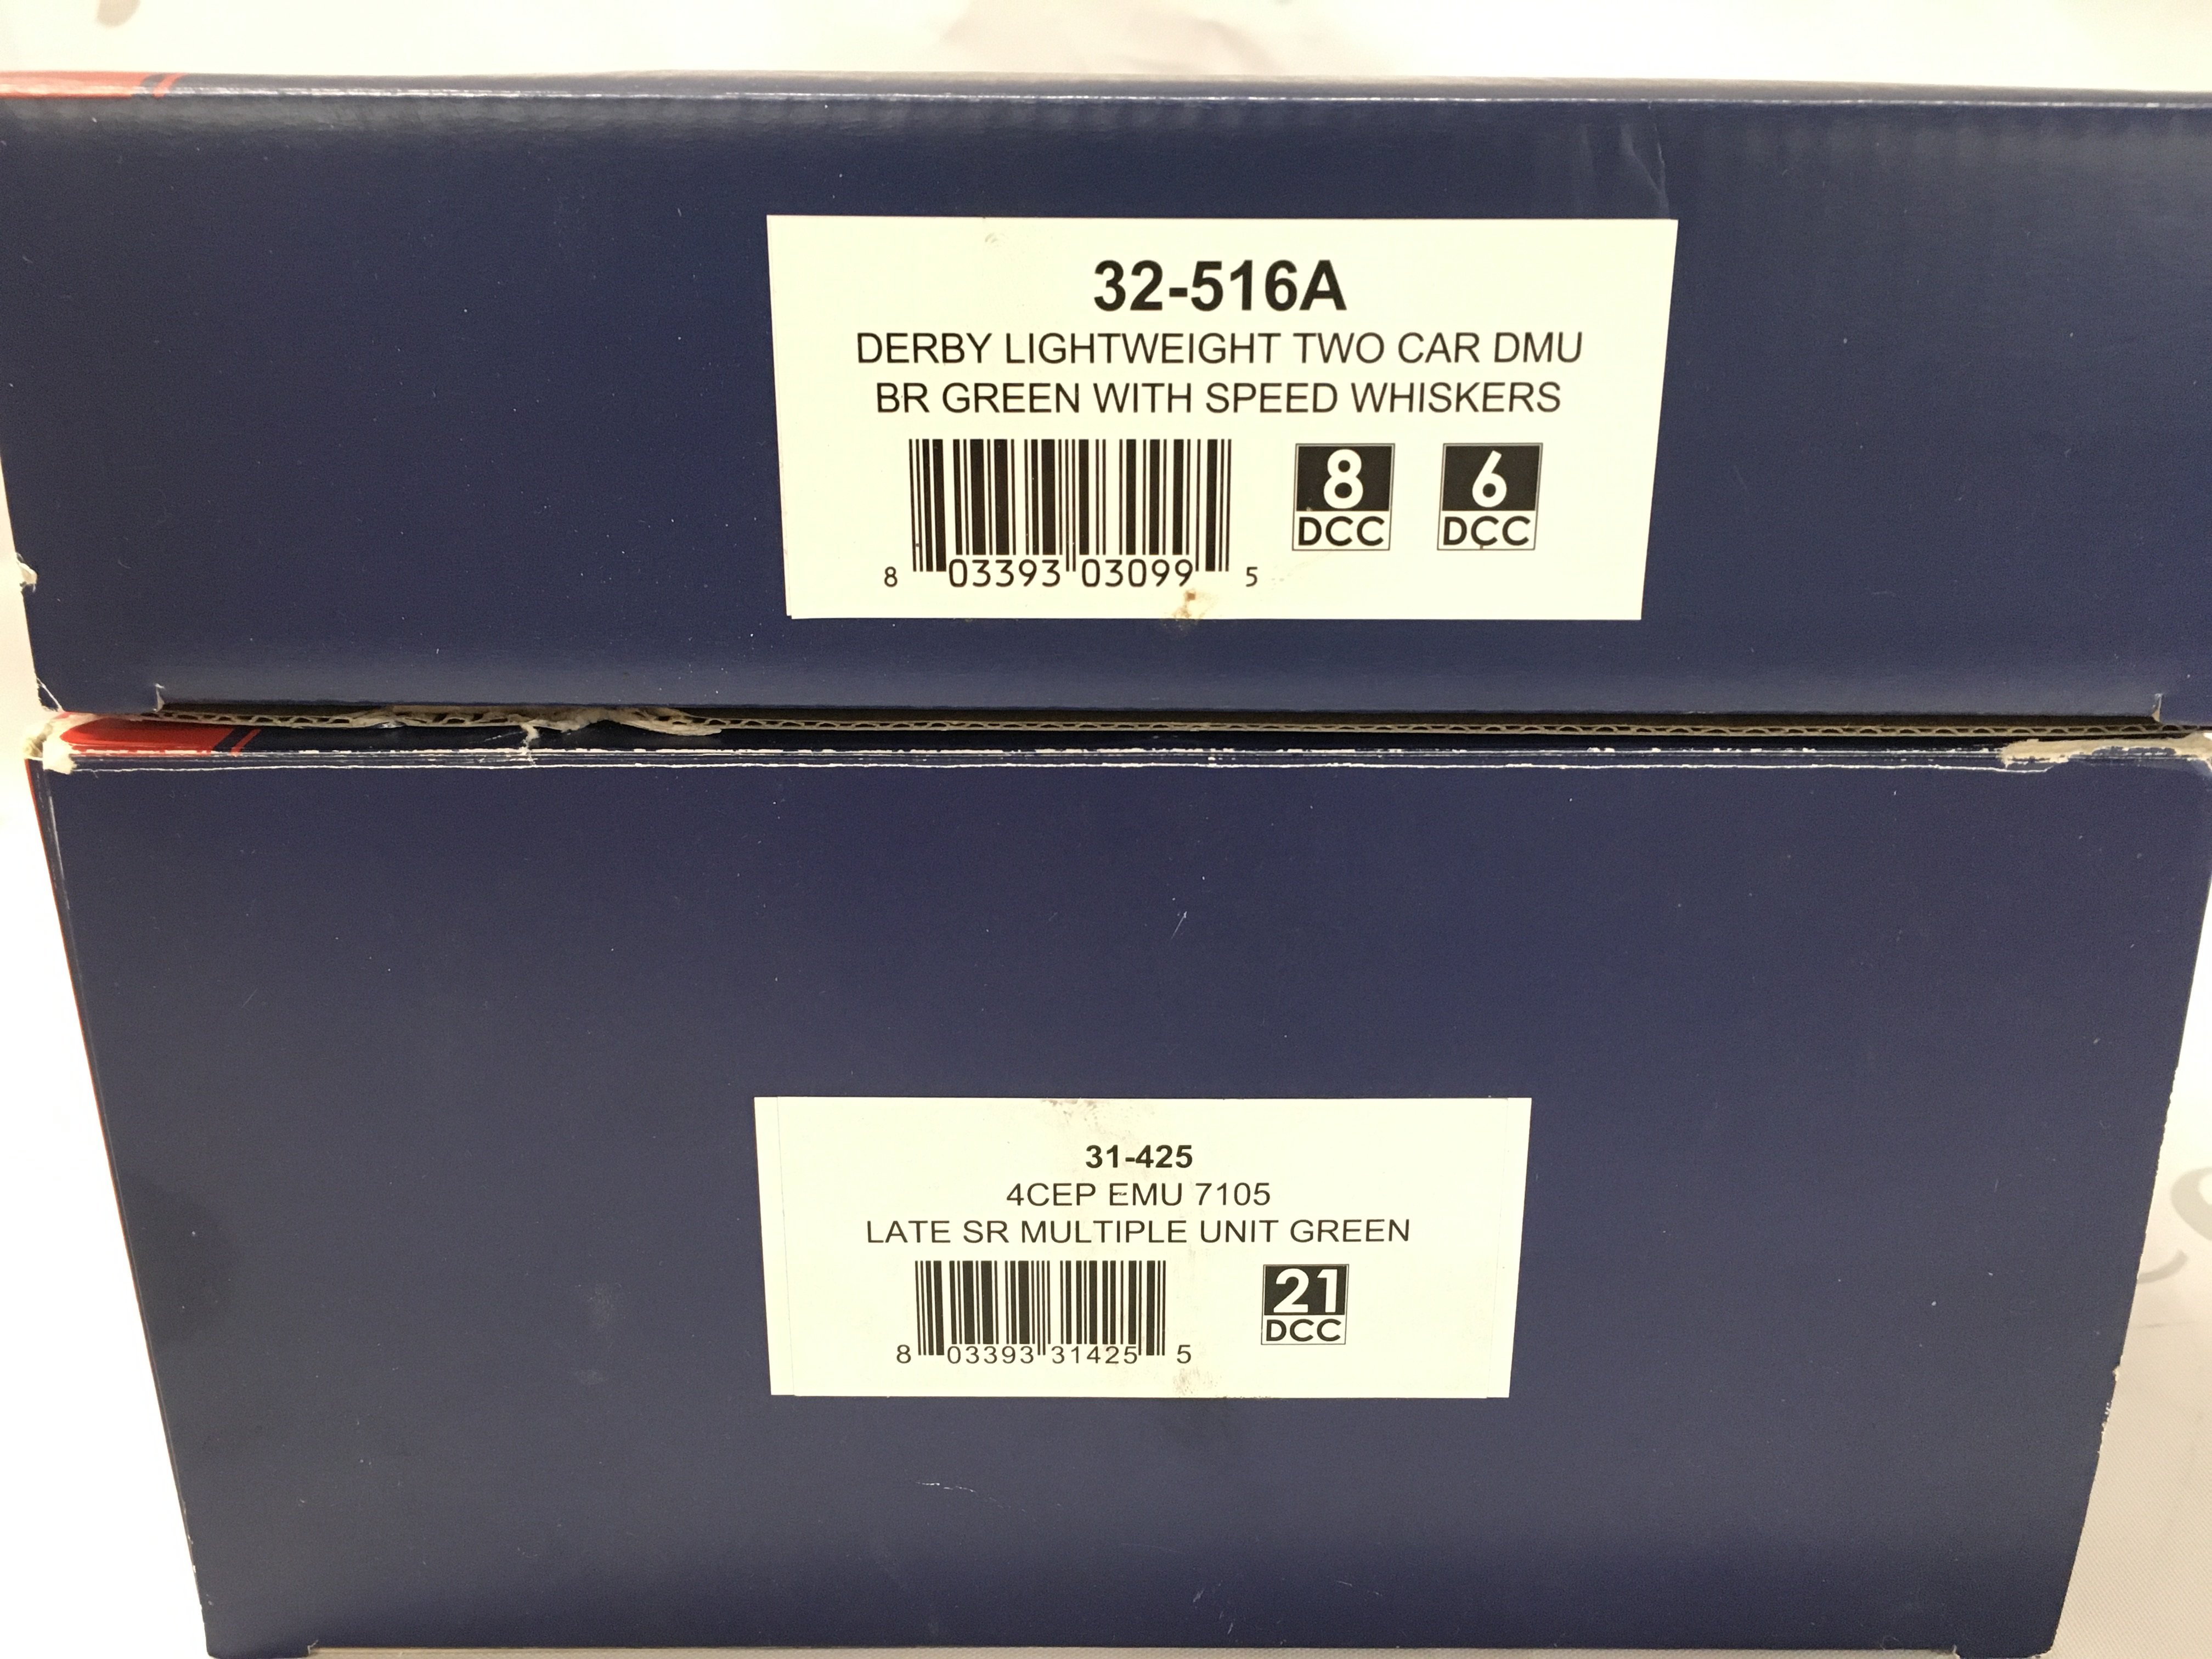 32-516A
DERBY LIGHTWEIGHT TWO CAR DMU
BR GREEN WITH SPEED WHISKERS
8 DCC 6 DCC
8 03393 03099 5
31-425
4CEP EMU 7105
LATE SR MULTIPLE UNIT GREEN
21 DCC
8 03393 31425 5